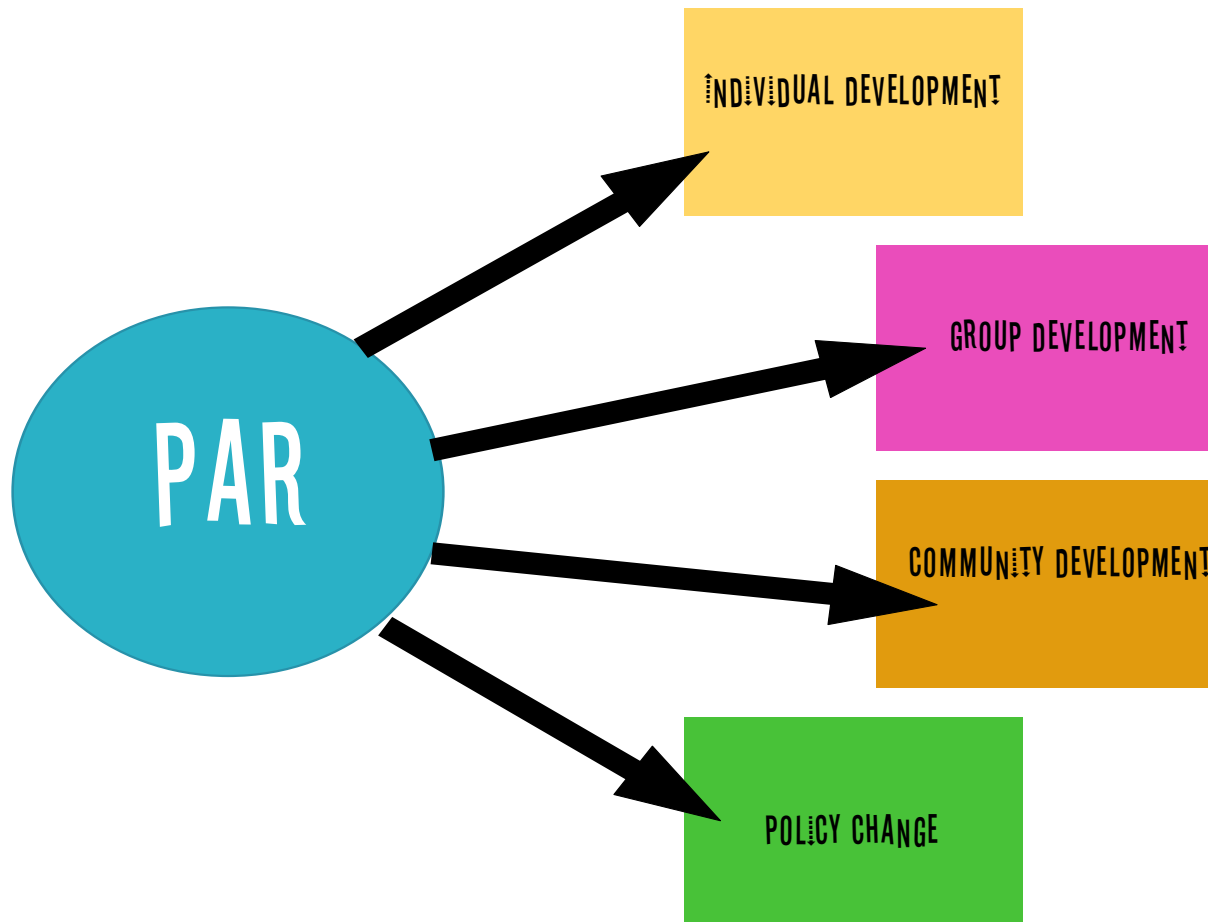 INDIVIDUAL DEVELOPMENT
GROUP DEVELOPMENT
PAR
COMMUNITY DEVELOPMENT
POLICY CHANGE